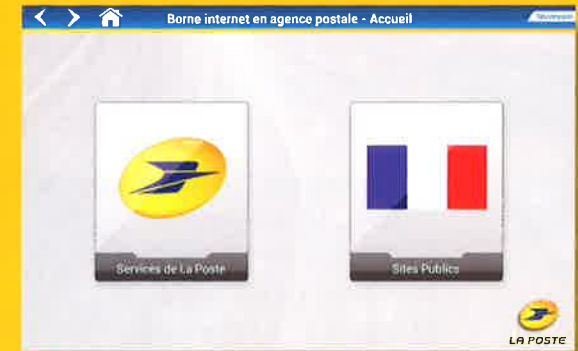 Borne internet en agence postale - Accueil
Services de La Poste
Sites Publics
LA POSTE